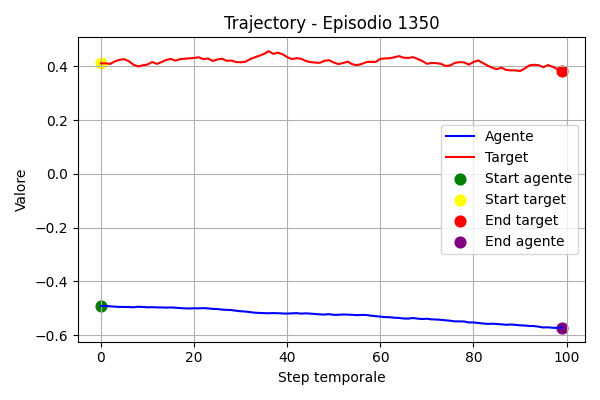 Trajectory - Episodio 1350
Valore
0.4
0.2
0.0
−0.2
−0.4
−0.6
Agente
Target
Start agente
Start target
End target
End agente
0 20 40 60 80 100
Step temporale